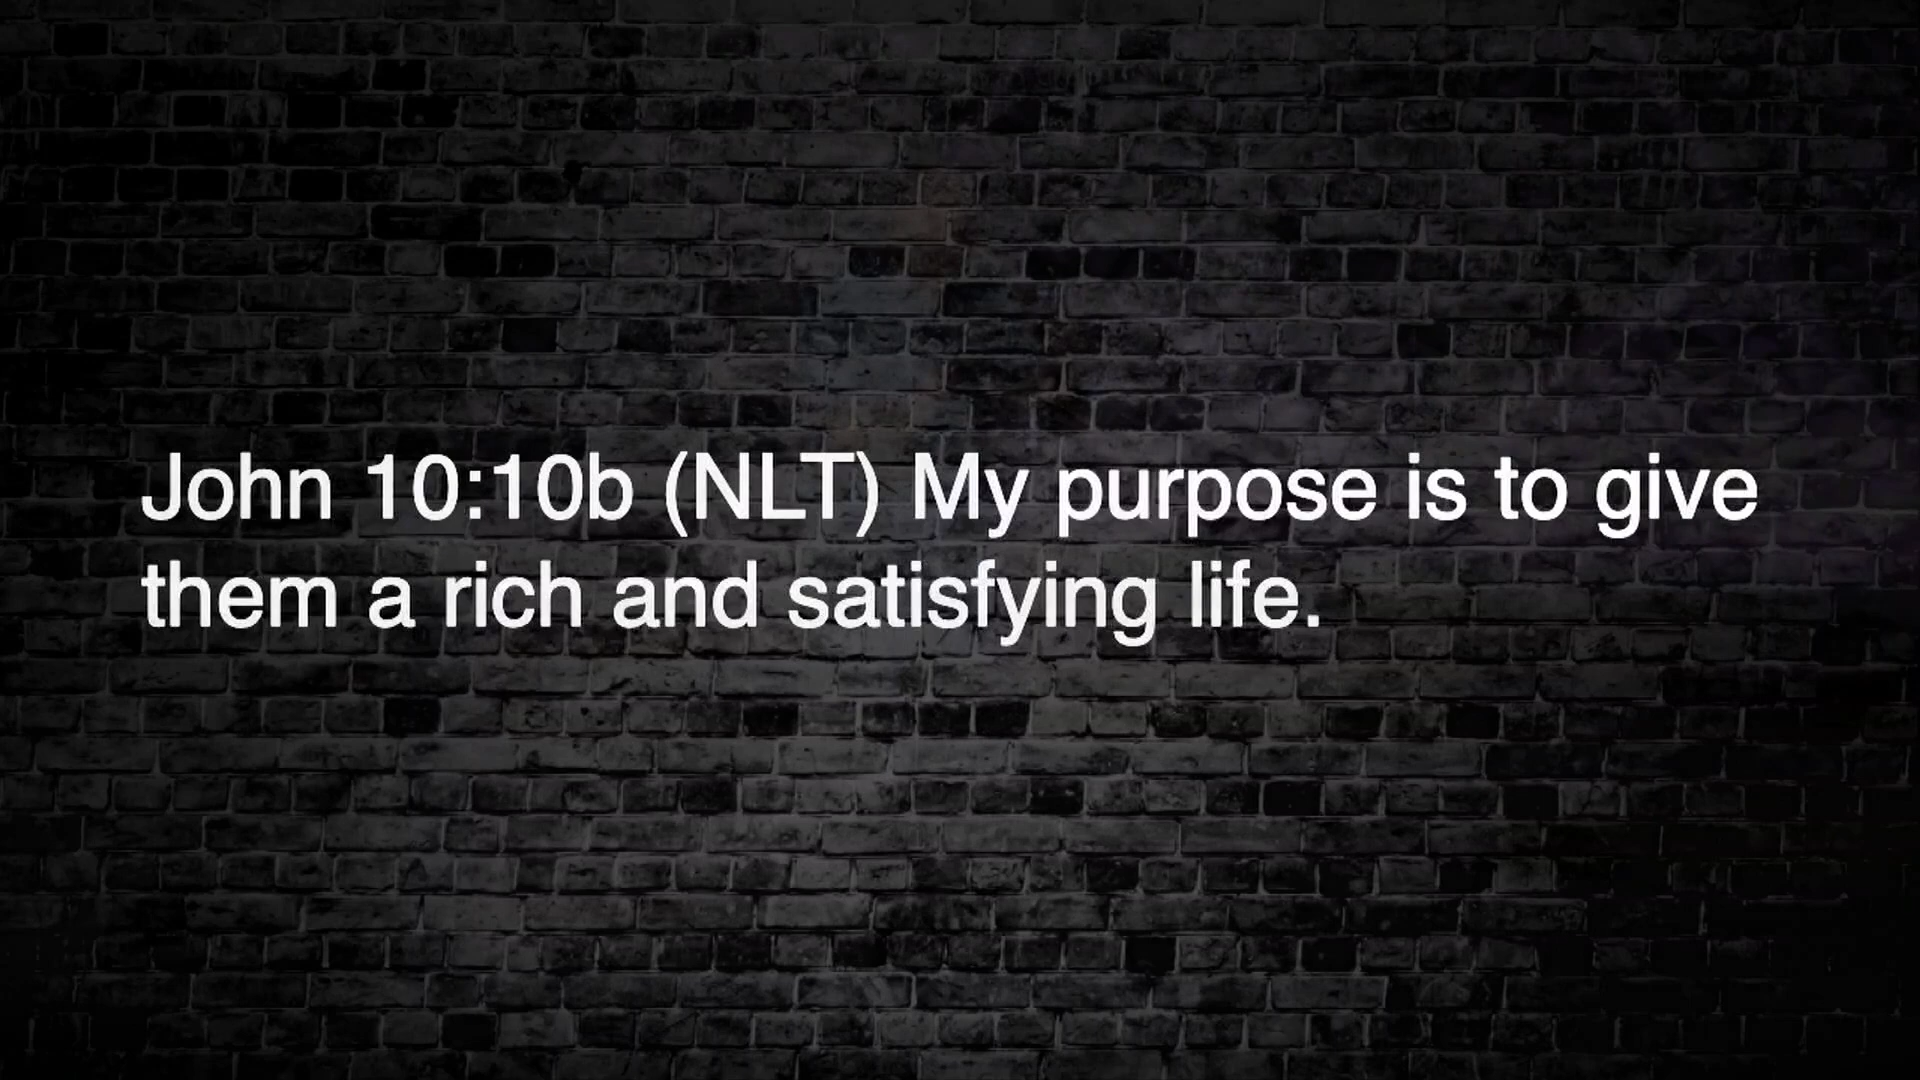 John 10:10b (NLT) My purpose is to give
them a rich and satisfying life.